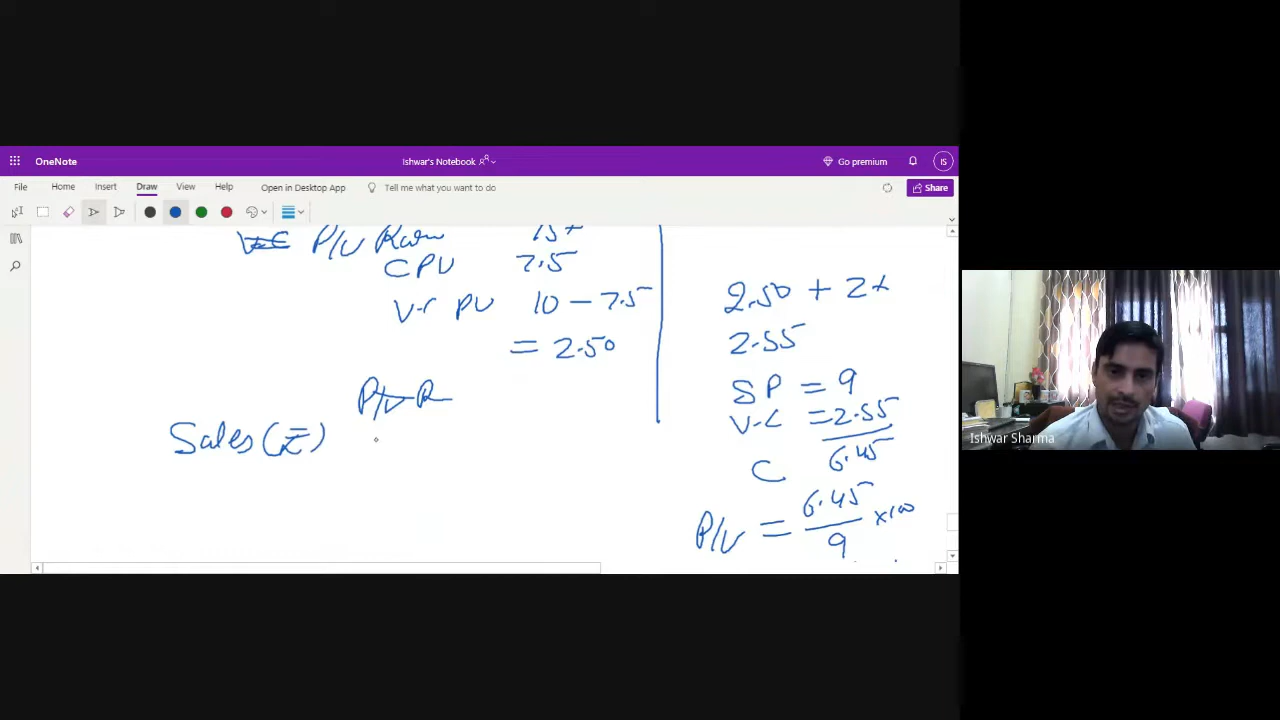 OneNote
Ishwar's Notebook
Go premium
IS
File Home Insert Draw View Help Open in Desktop App Tell me what you want to do
Share
P/V
CPU 7.5
V-C PU 10 - 7.5
= 2.50
P/V R
Sales(
2.50 + 2
2.55
SP = 9
V-C = 2.55
6.45
C
P/V = 6.45 / 9 ×100
Ishwar Sharma